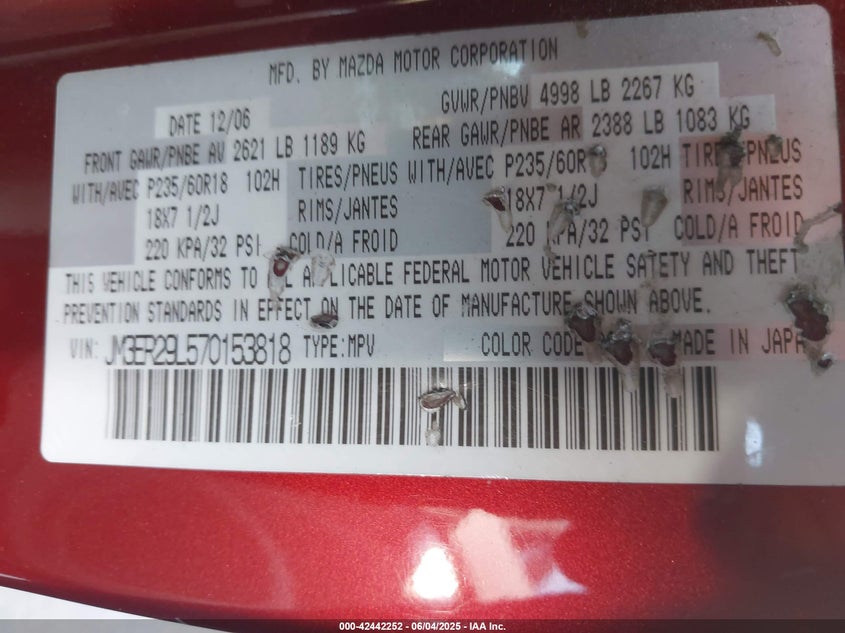 MFD. BY MAZDA MOTOR CORPORATION
DATE 12/06 GVWR/PNBV 4998 LB 2267 KG
FRONT GAWR/PNBE AV 2621 LB 1189 KG REAR GAWR/PNBE AR 2388 LB 1083 KG
WITH/AVEC P235/60R18 102H TIRES/PNEUS WITH/AVEC 102H TIRES/PNEUS
18X7 1/2J RIMS/JANTES 18X7 1/2J RIMS/JANTES
220 KPA/32 PSI COLD/A FROID 220 KPA/32 PSI COLD/A FROID
THIS VEHICLE CONFORMS TO APPLICABLE FEDERAL MOTOR VEHICLE SAFETY AND THEFT
PREVENTION STANDARDS IN EFFECT ON THE DATE OF MANUFACTURE SHOWN ABOVE.
VIN: JM3ER29L570153818 TYPE:MPV COLOR CODE MADE IN JAPAN
000-42442252 - 06/04/2025 - IAA Inc.